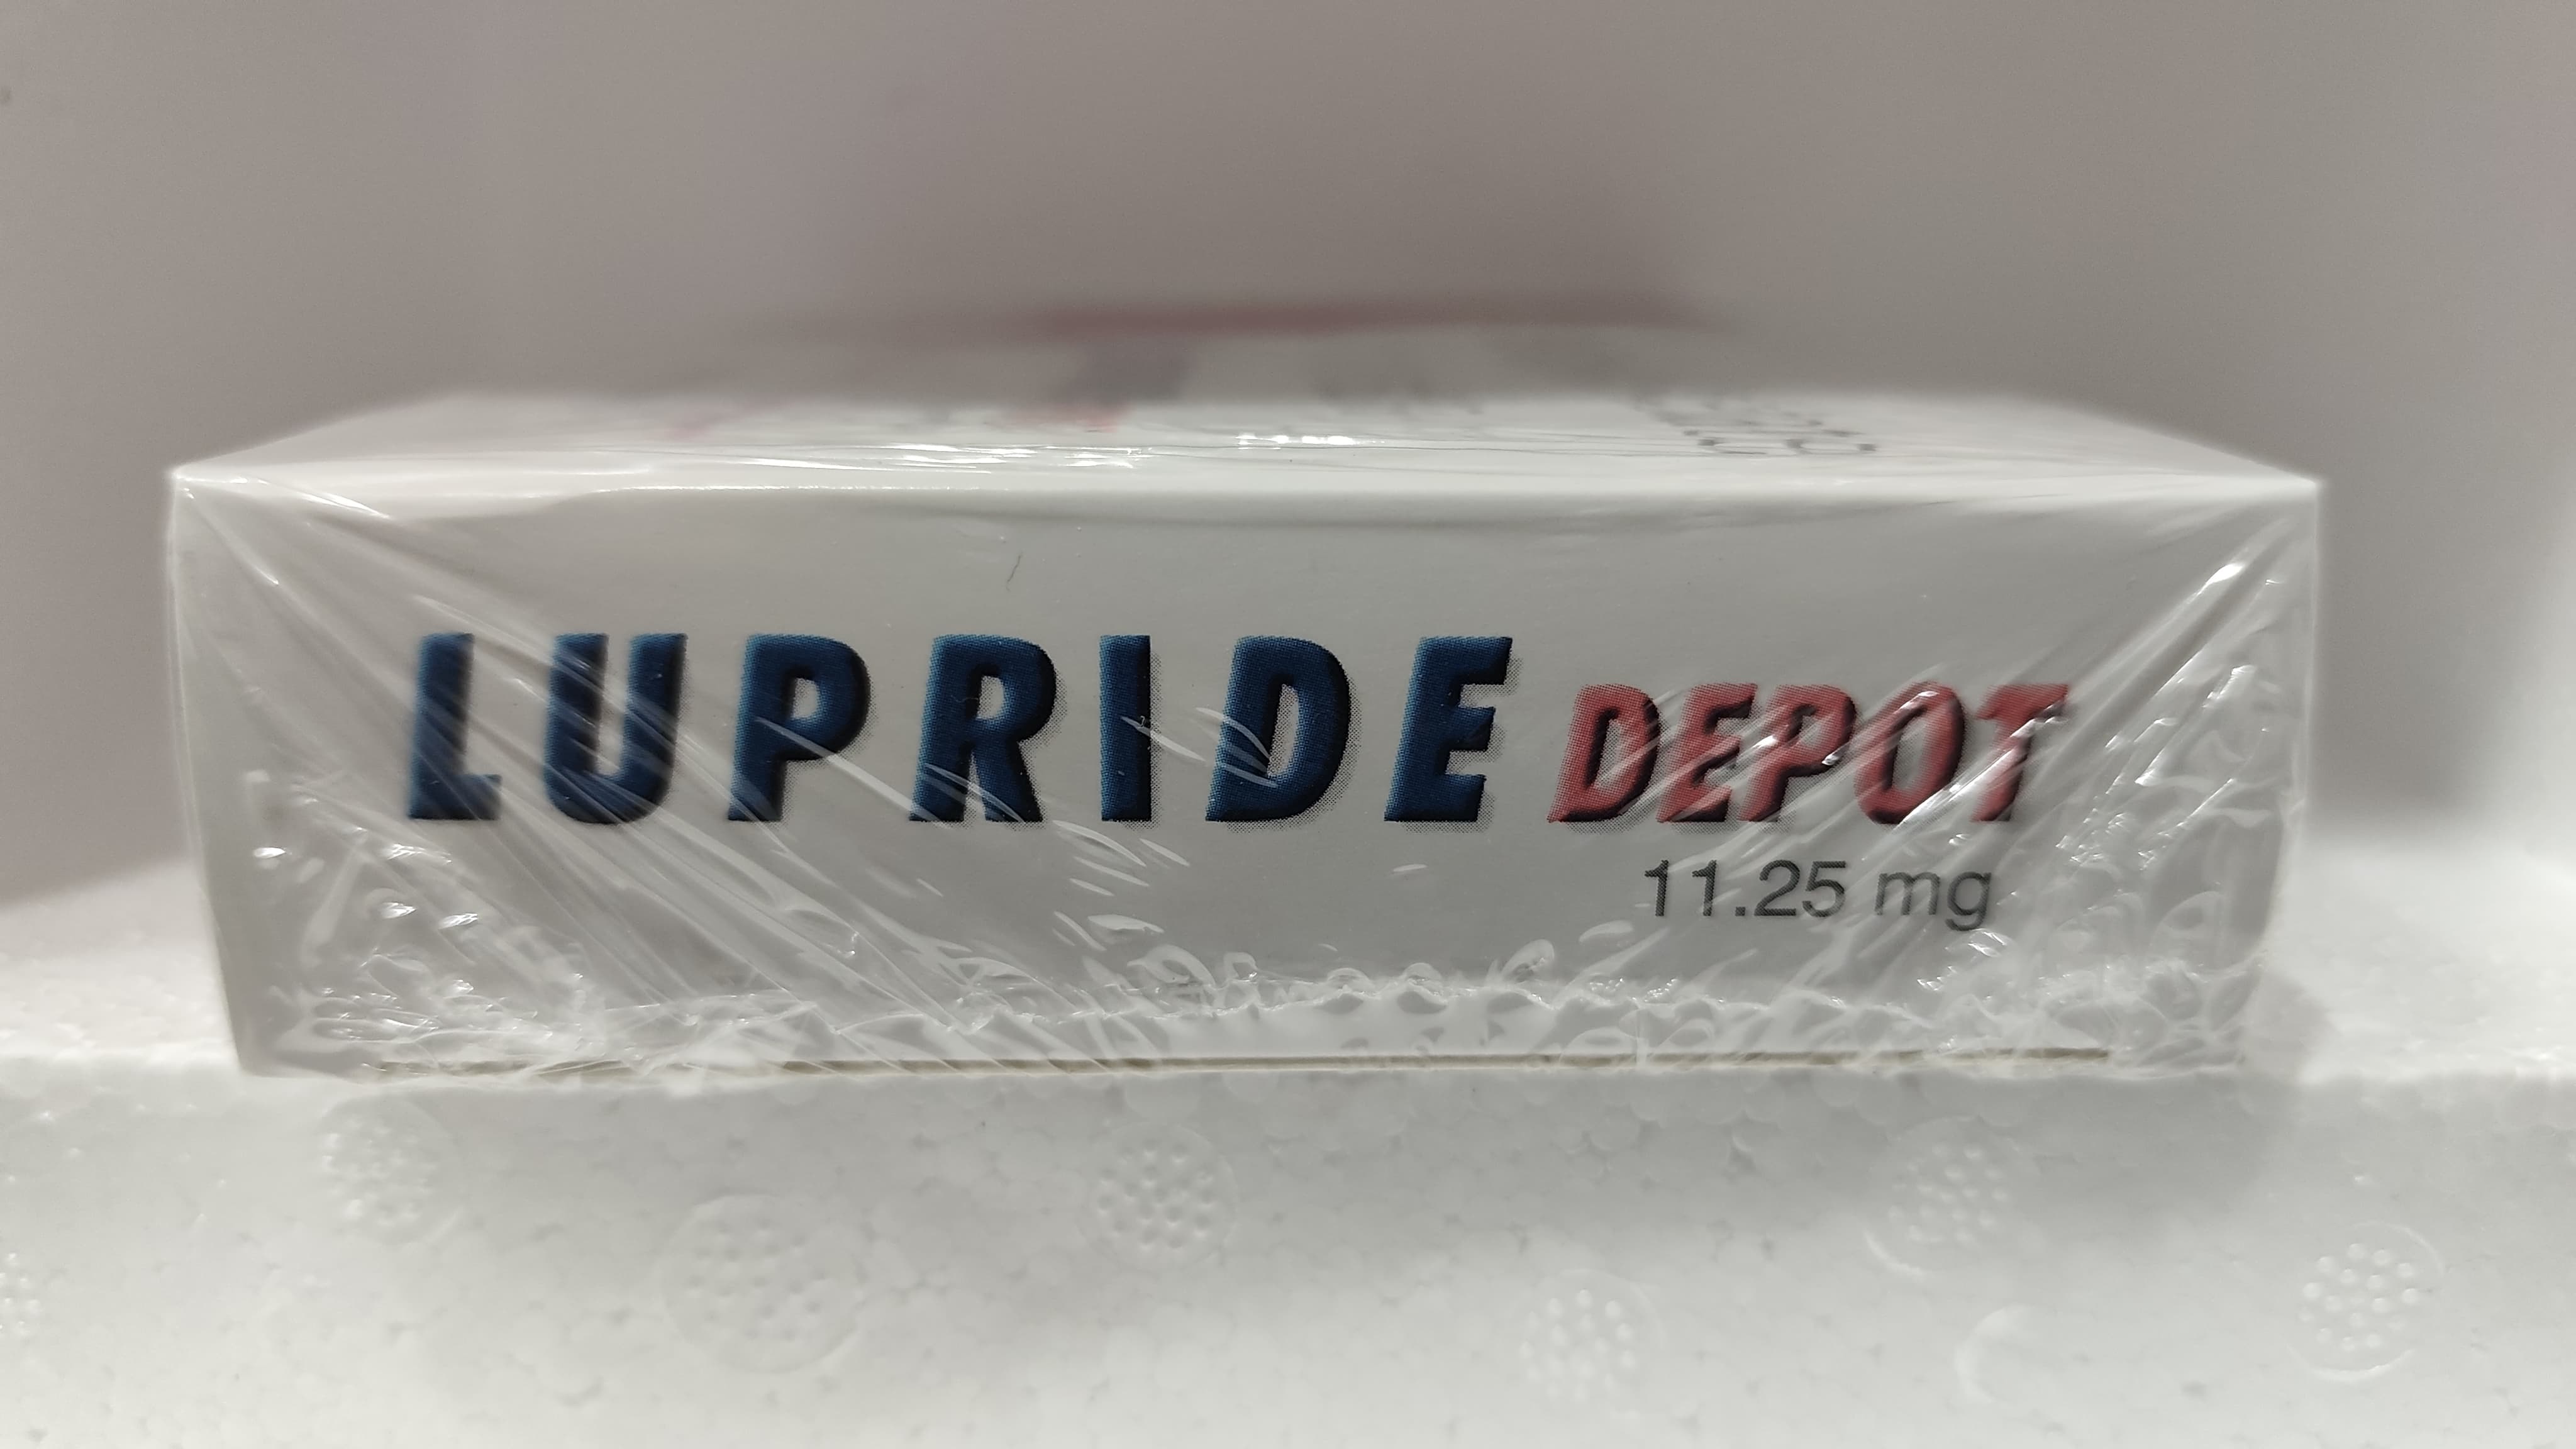 LUPRIDE DEPOT
11.25 mg